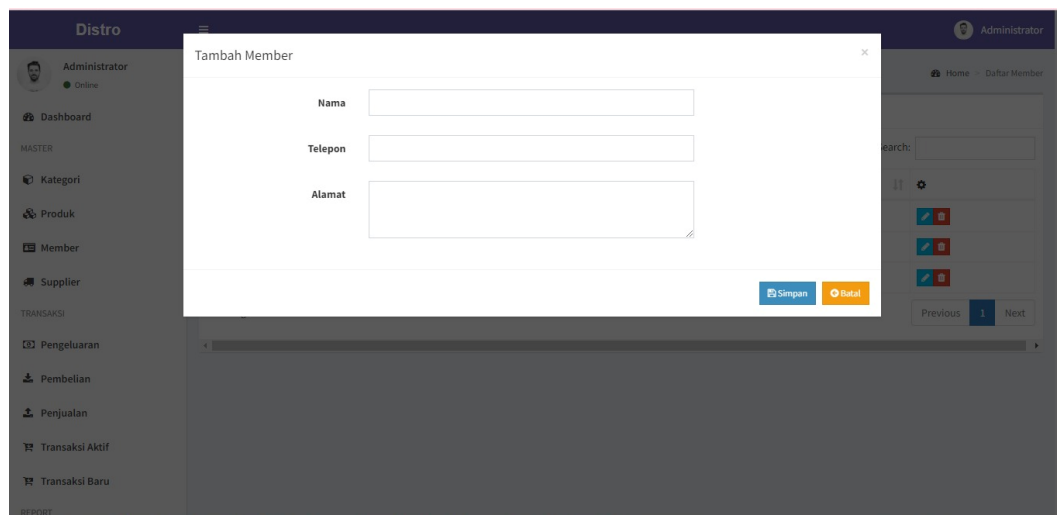 Distro
Administrator
Administrator
Online
Home > Daftar Member
Tambah Member
×
Nama
Telepon
Alamat
Simpan
Batal
earch:
Previous 1 Next
Dashboard
MASTER
Kategori
Produk
Member
Supplier
TRANSAKSI
Pengeluaran
Pembelian
Penjualan
Transaksi Aktif
Transaksi Baru
REPORT